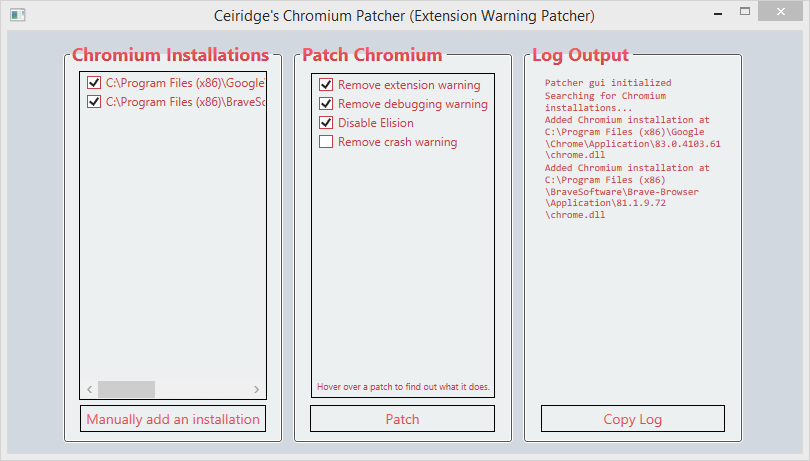 Ceiridge's Chromium Patcher (Extension Warning Patcher)
Chromium Installations
C:\Program Files (x86)\Google
C:\Program Files (x86)\BraveSo
Manually add an installation
Patch Chromium
Remove extension warning
Remove debugging warning
Disable Elision
Remove crash warning
Hover over a patch to find out what it does.
Patch
Log Output
Patcher gui initialized
Searching for Chromium
installations...
Added Chromium installation at
C:\Program Files (x86)\Google
\Chrome\Application\83.0.4103.61
\chrome.dll
Added Chromium installation at
C:\Program Files (x86)
\BraveSoftware\Brave-Browser
\Application\81.1.9.72
\chrome.dll
Copy Log